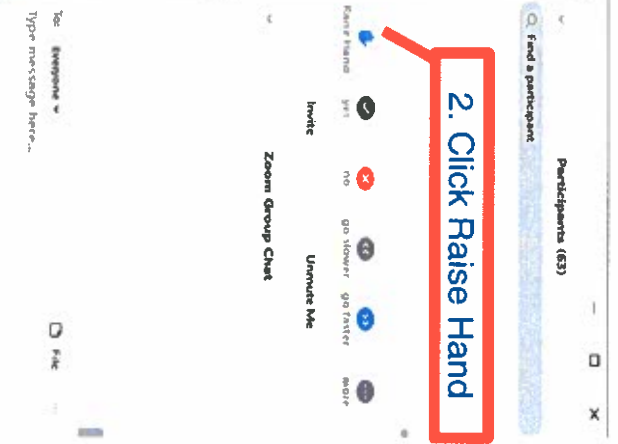 Participants (63)
Find a participant
2. Click Raise Hand
Raise Hand
yes
no
go slower
go faster
more
Invite
Unmute Me
Zoom Group Chat
To: Everyone
File
Type message here...